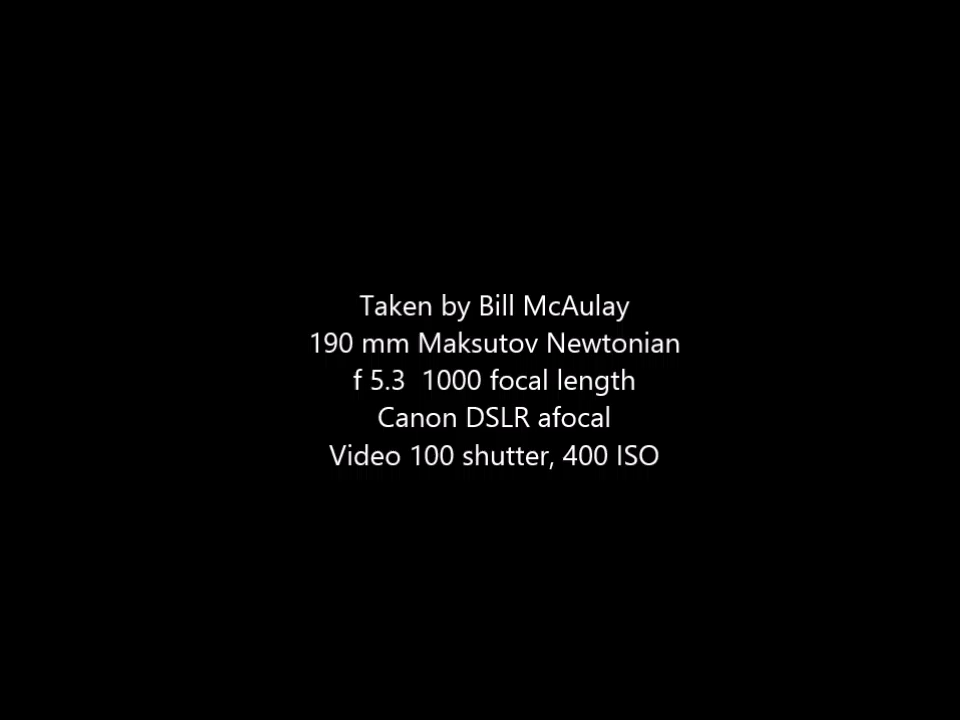 Taken by Bill McAulay
190 mm Maksutov Newtonian
f 5.3  1000 focal length
Canon DSLR afocal
Video 100 shutter, 400 ISO